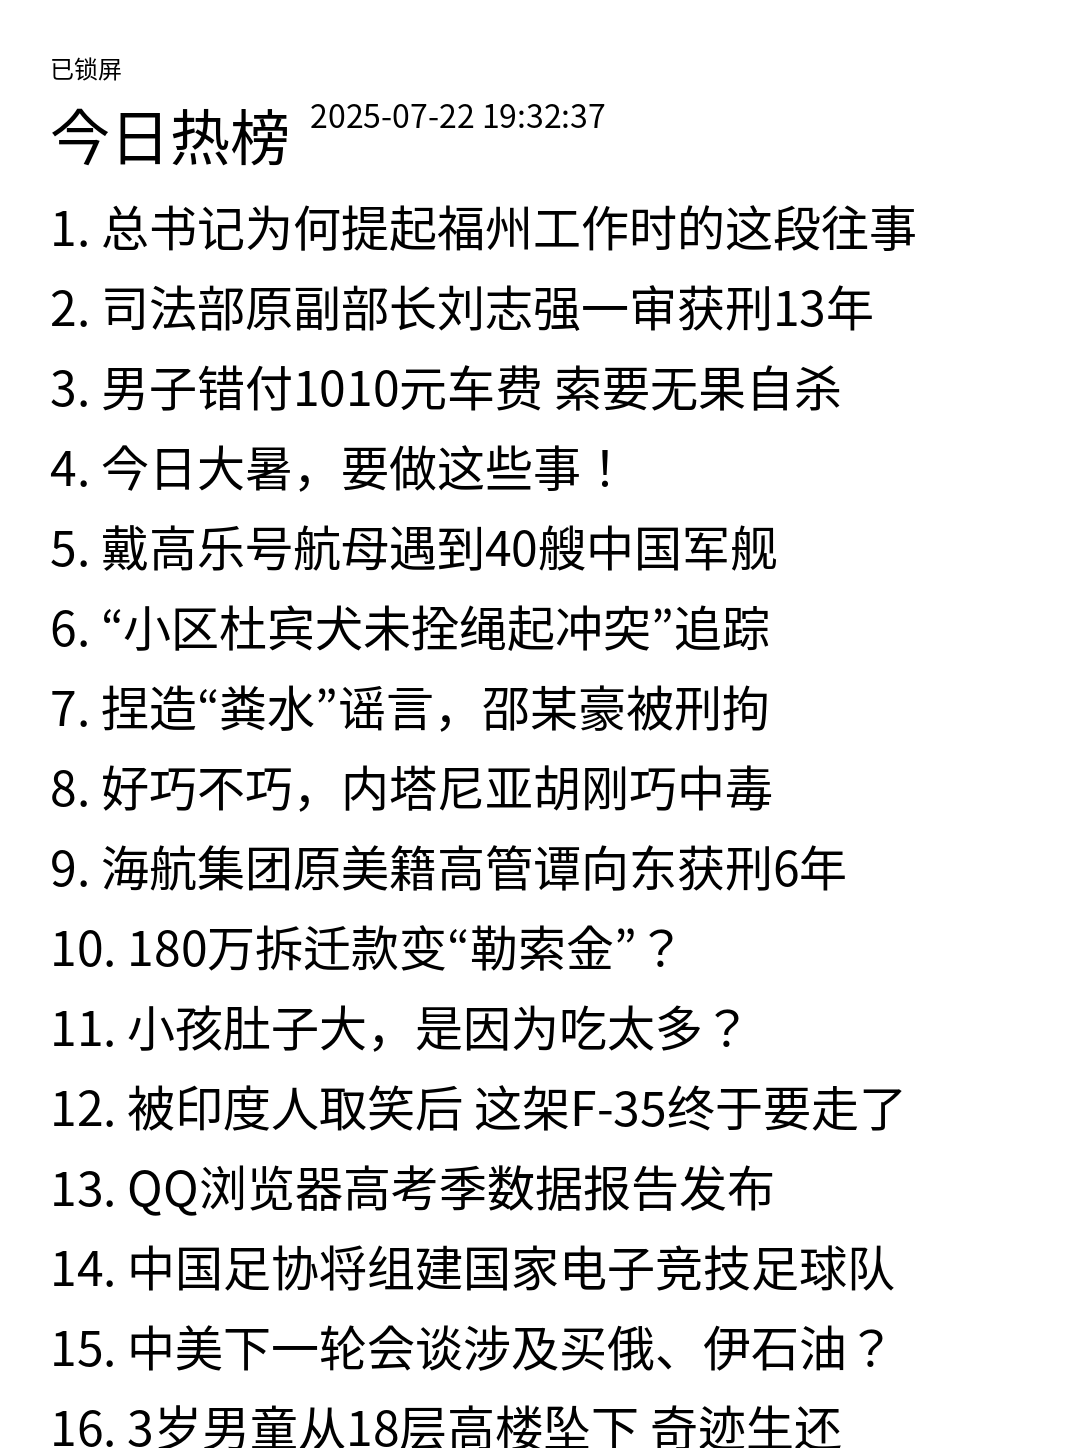 已锁屏
今日热榜 2025-07-22 19:32:37
1. 总书记为何提起福州工作时的这段往事
2. 司法部原副部长刘志强一审获刑13年
3. 男子错付1010元车费 索要无果自杀
4. 今日大暑，要做这些事！
5. 戴高乐号航母遇到40艘中国军舰
6. “小区杜宾犬未拴绳起冲突”追踪
7. 捏造“粪水”谣言，邵某豪被刑拘
8. 好巧不巧，内塔尼亚胡刚巧中毒
9. 海航集团原美籍高管谭向东获刑6年
10. 180万拆迁款变“勒索金”？
11. 小孩肚子大，是因为吃太多？
12. 被印度人取笑后 这架F-35终于要走了
13. QQ浏览器高考季数据报告发布
14. 中国足协将组建国家电子竞技足球队
15. 中美下一轮会谈涉及买俄、伊石油？
16. 3岁男童从18层高楼坠下 奇迹生还